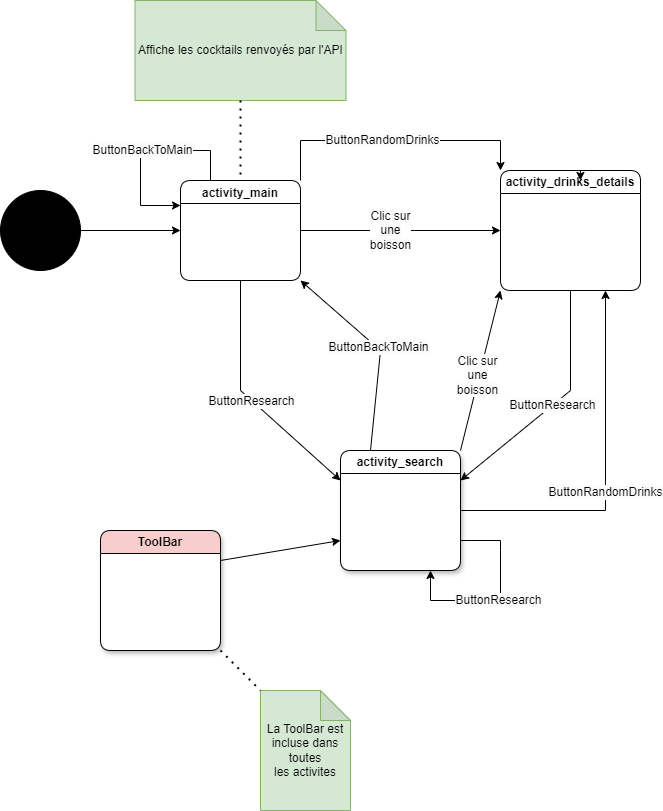 Affiche les cocktails renvoyés par l'API
ButtonRandomDrinks
ButtonBackToMain
activity_main
activity_drinks_details
Clic sur
une
boisson
ButtonBackToMain
Clic sur
une
boisson
ButtonResearch
ButtonResearch
activity_search
ButtonRandomDrinks
ToolBar
ButtonResearch
La ToolBar est
incluse dans
toutes
les activites